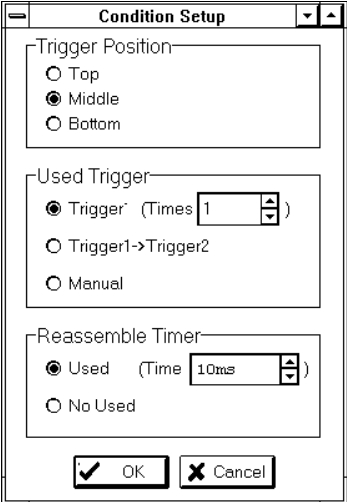 Condition Setup
Trigger Position
Top
Middle
Bottom
Used Trigger
Trigger (Times 1 )
Trigger1->Trigger2
Manual
Reassemble Timer
Used (Time 10ms )
No Used
OK Cancel